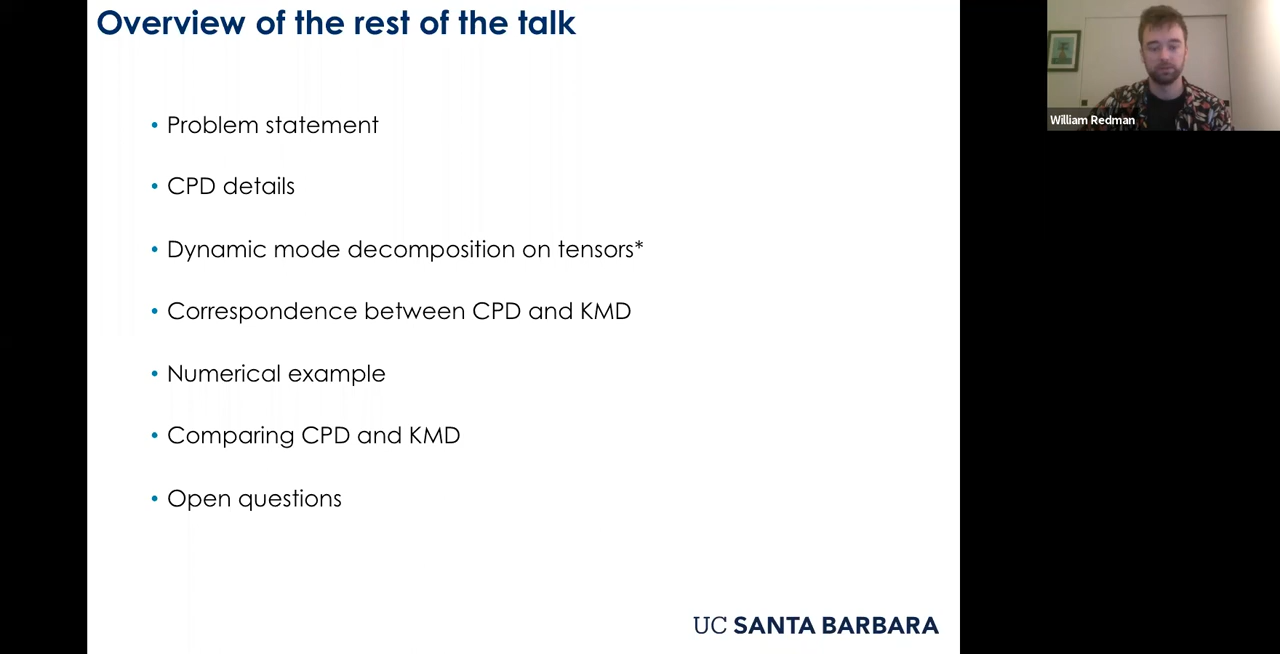 Overview of the rest of the talk
• Problem statement
• CPD details
• Dynamic mode decomposition on tensors*
• Correspondence between CPD and KMD
• Numerical example
• Comparing CPD and KMD
• Open questions
UC SANTA BARBARA
William Redman